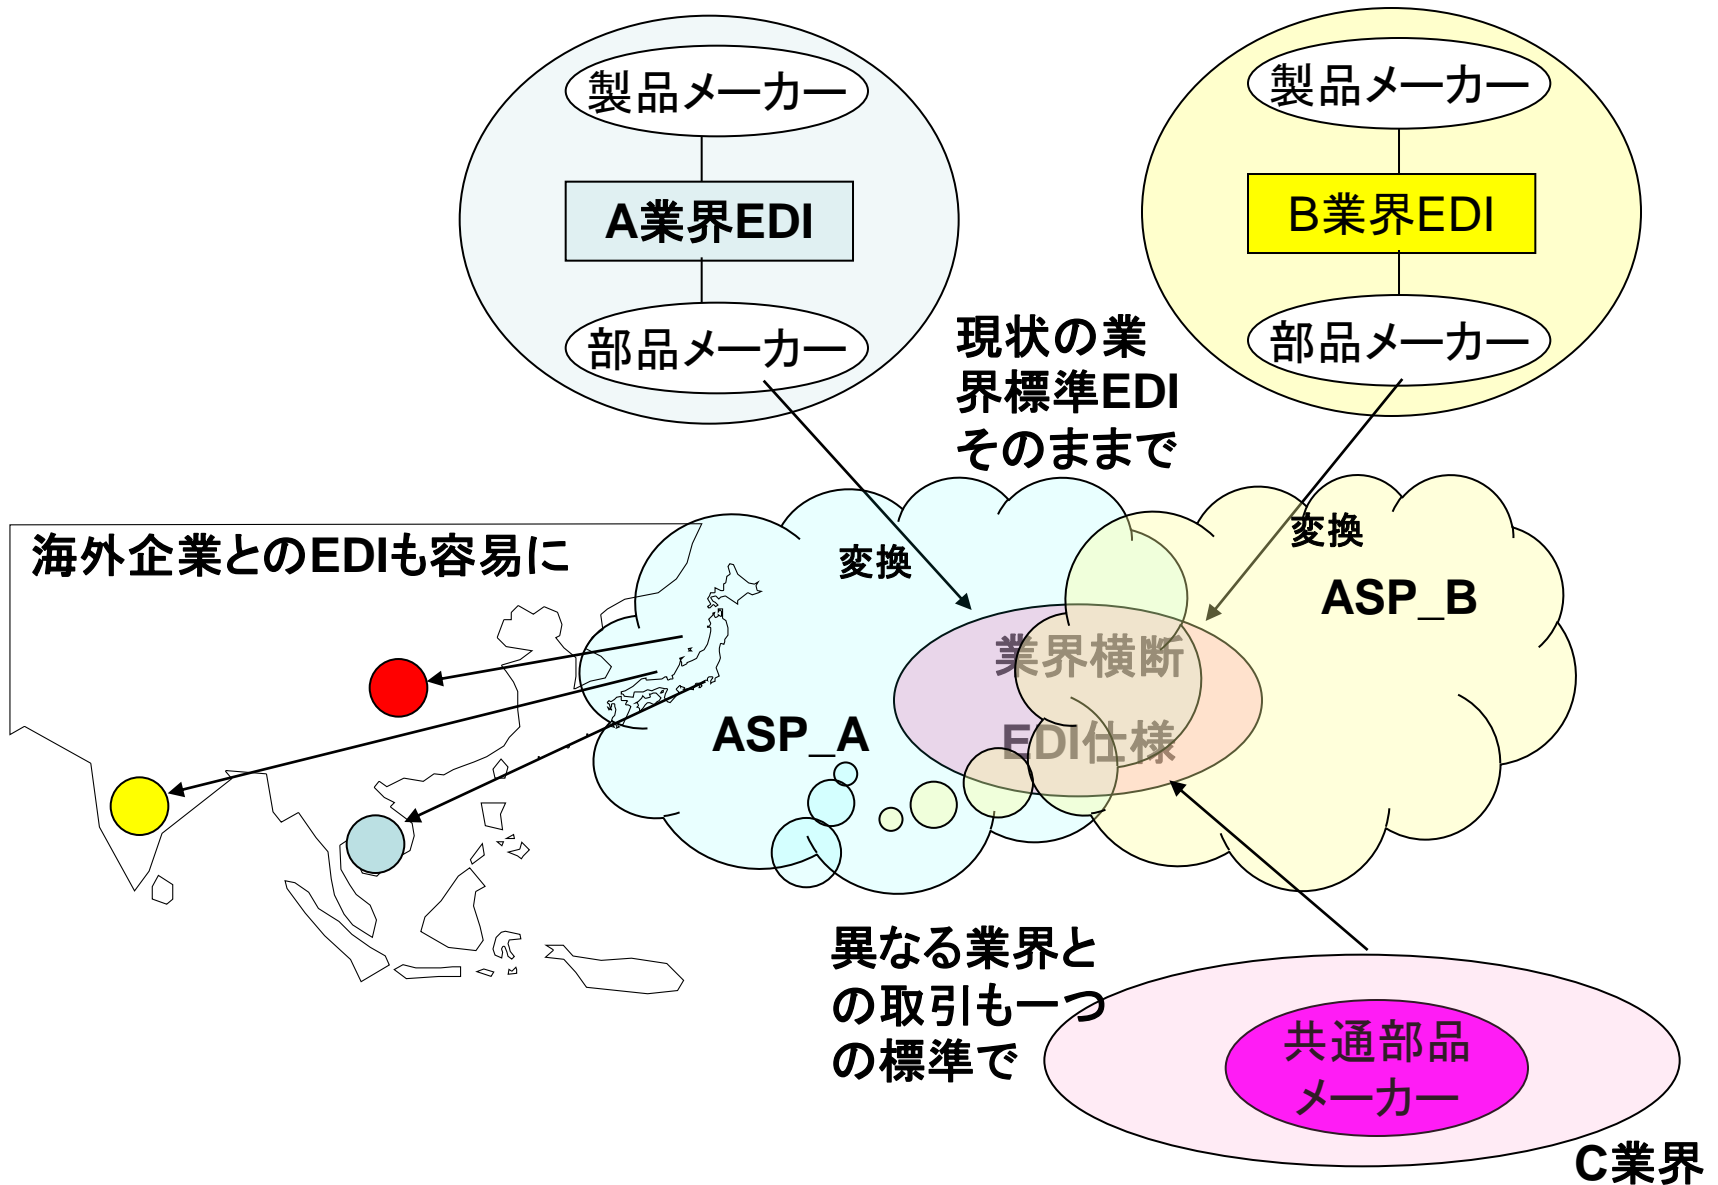 製品メーカー
A業界EDI
部品メーカー
製品メーカー
B業界EDI
部品メーカー
現状の業
界標準EDI
そのままで
海外企業とのEDIも容易に
変換
変換
ASP_A
ASP_B
業界横断
EDI仕様
異なる業界と
の取引も一つ
の標準で
共通部品
メーカー
C業界